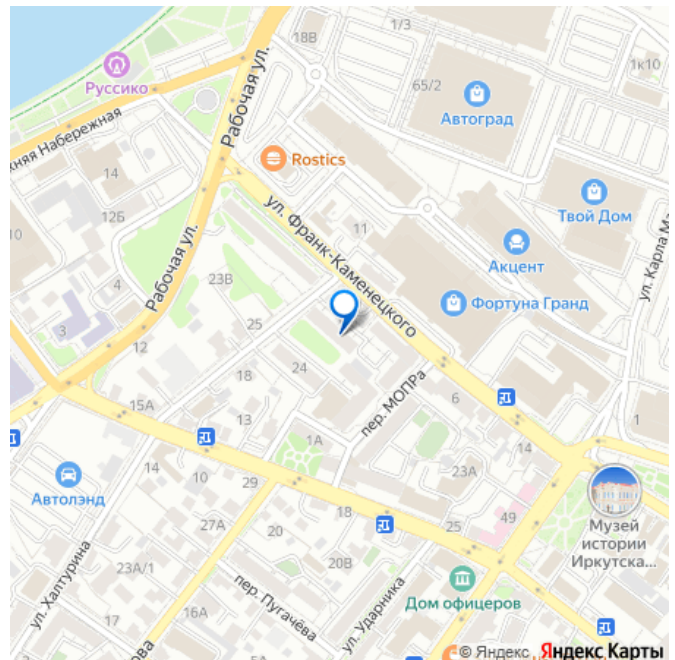 18В
1/3
1к10
Руссико
65/2
Автоград
хняя Набережная
Рабочая ул.
Rostics
14
12Б
10
Твой Дом
ул. Франк-Каменецкого
11
Акцент
ул. Карла Ма
Рабочая ул.
23В
4
Фортуна Гранд
3
25
12
24
18
пер. МОПРа
6
15А
13
1
1А
14
10
29
23А
Автолэнд
18
25
49
Музей
истории
Иркутска...
27А
20
23А/1
20В
ул. Халтурина
пер. Пугачёва
ул. Ударника
Дом офицеров
16А
ова
© Яндекс Яндекс Карты